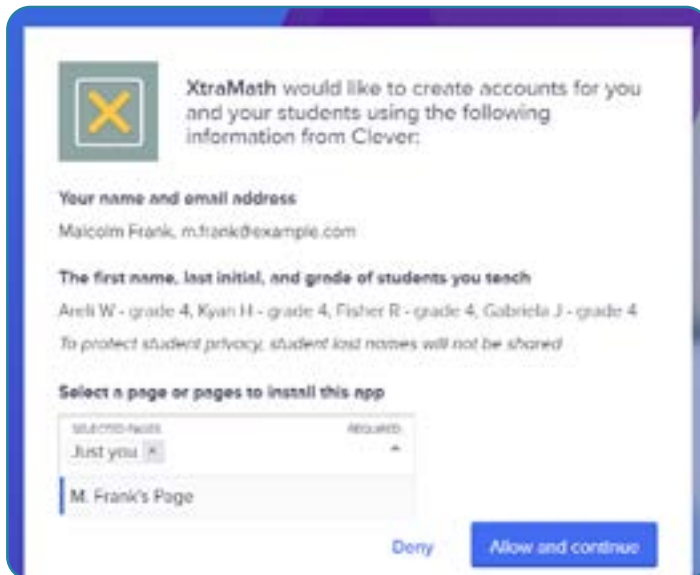 XtraMath would like to create accounts for you
and your students using the following
information from Clever:
Your name and email address
Malcolm Frank, m.frank@example.com
The first name, last initial, and grade of students you teach
Areli W - grade 4, Kyan H - grade 4, Fisher R - grade 4, Gabriela J - grade 4
To protect student privacy, student last names will not be shared
Select a page or pages to install this app
SELECTED PAGES REQUIRED
Just you ×
M. Frank's Page
Deny Allow and continue